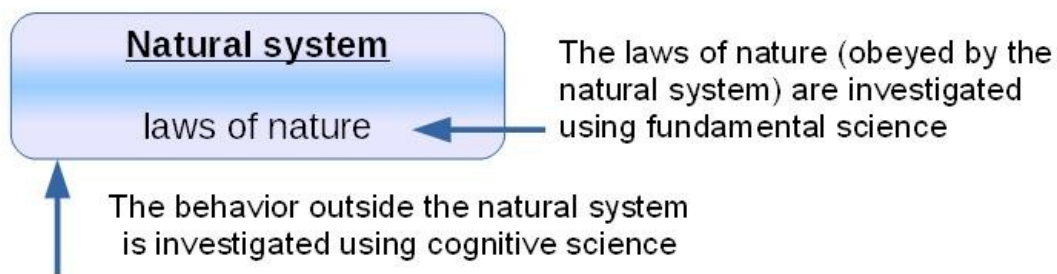 Natural system
laws of nature
The laws of nature (obeyed by the
natural system) are investigated
using fundamental science
The behavior outside the natural system
is investigated using cognitive science